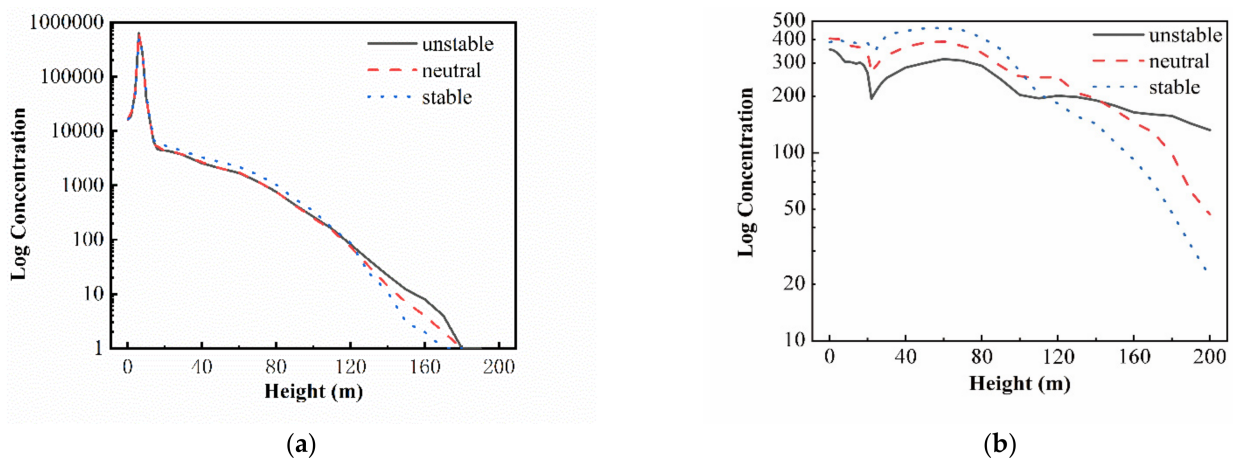 1000000
100000
10000
1000
100
10
1
Log Concentration
0 40 80 120 160 200
Height (m)
unstable
neutral
stable
(a)
500
400
300
200
100
50
20
10
Log Concentration
0 40 80 120 160 200
Height (m)
unstable
neutral
stable
(b)